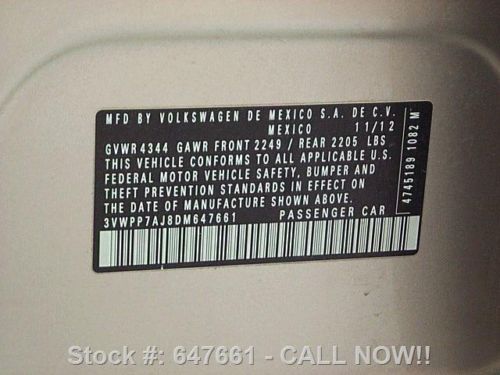 MFD BY VOLKSWAGEN DE MEXICO S.A. DE C.V.
MEXICO 11/12
GVWR 4344 GAWR FRONT 2249 / REAR 2205 LBS
THIS VEHICLE CONFORMS TO ALL APPLICABLE U.S.
FEDERAL MOTOR VEHICLE SAFETY, BUMPER AND
THEFT PREVENTION STANDARDS IN EFFECT ON
THE DATE OF MANUFACTURE SHOWN ABOVE.
3VWPP7AJ8DM647661 PASSENGER CAR
4745189 1082 M
Stock #: 647661 - CALL NOW!!